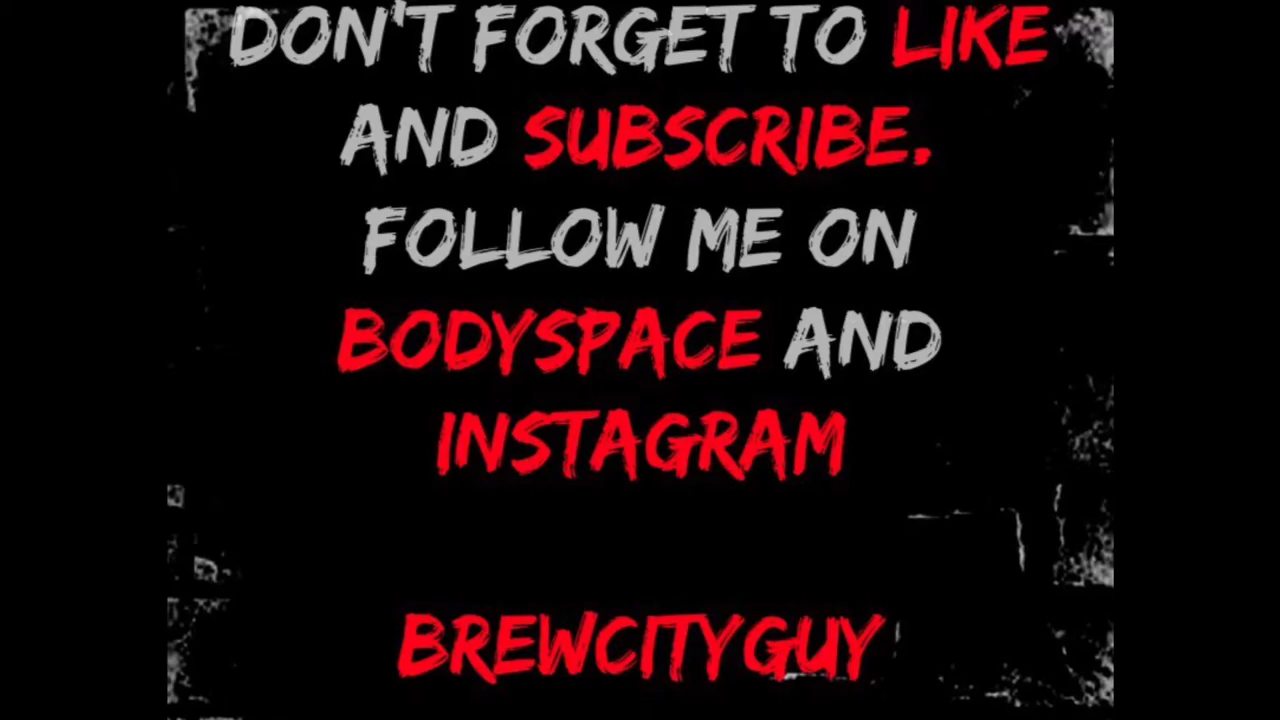 DON'T FORGET TO LIKE
AND SUBSCRIBE.
FOLLOW ME ON
BODYSPACE AND
INSTAGRAM
BREWCITYGUY